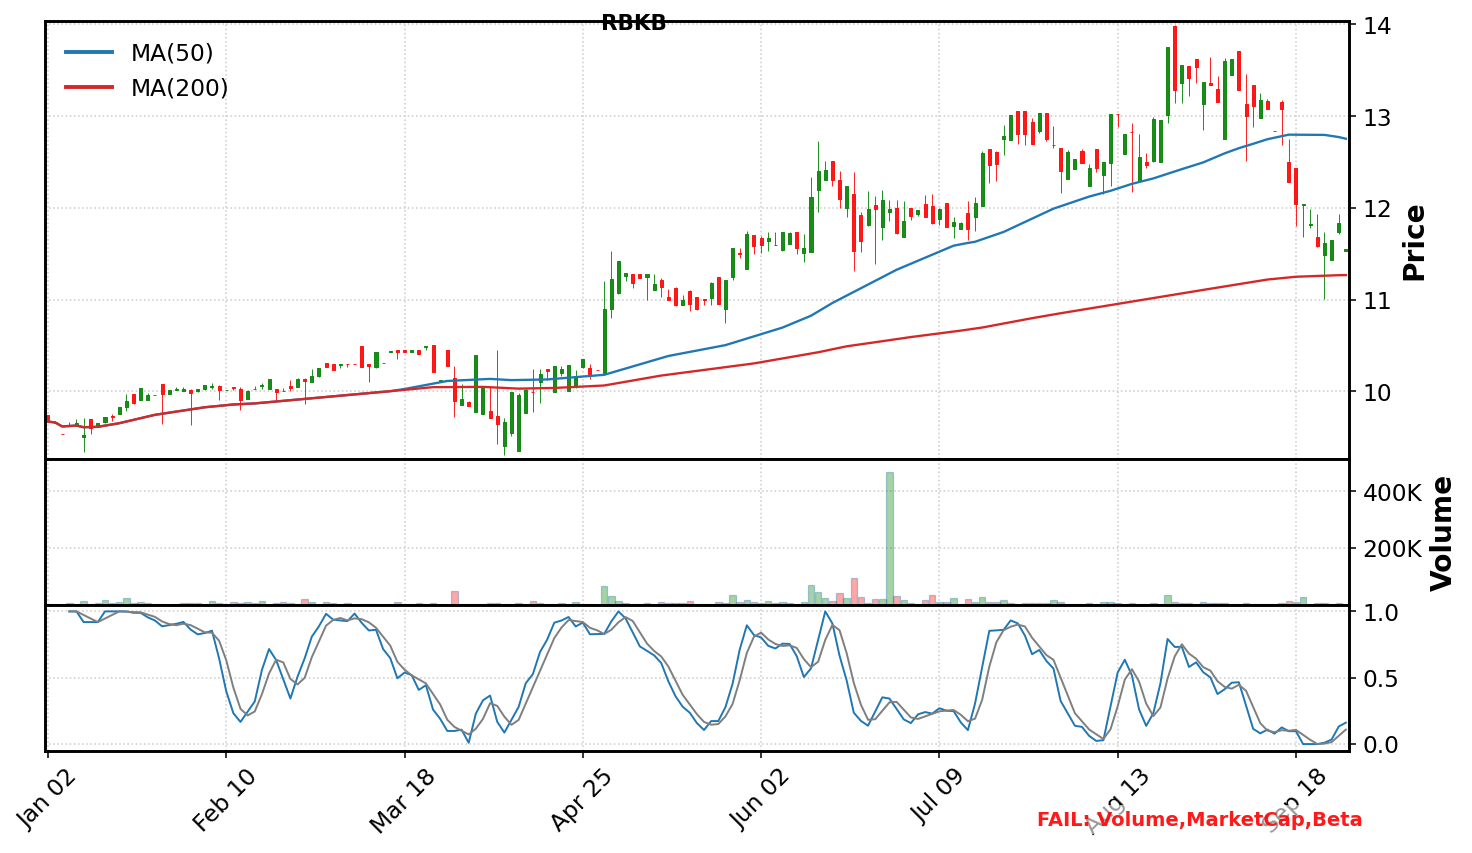 RBKB
MA(50)
MA(200)
14
13
12
11
10
Price
400K
200K
Volume
1.0
0.5
0.0
Jan 02
Feb 10
Mar 18
Apr 25
Jun 02
Jul 09
Aug 13
Sep 18
FAIL: Volume,MarketCap,Beta